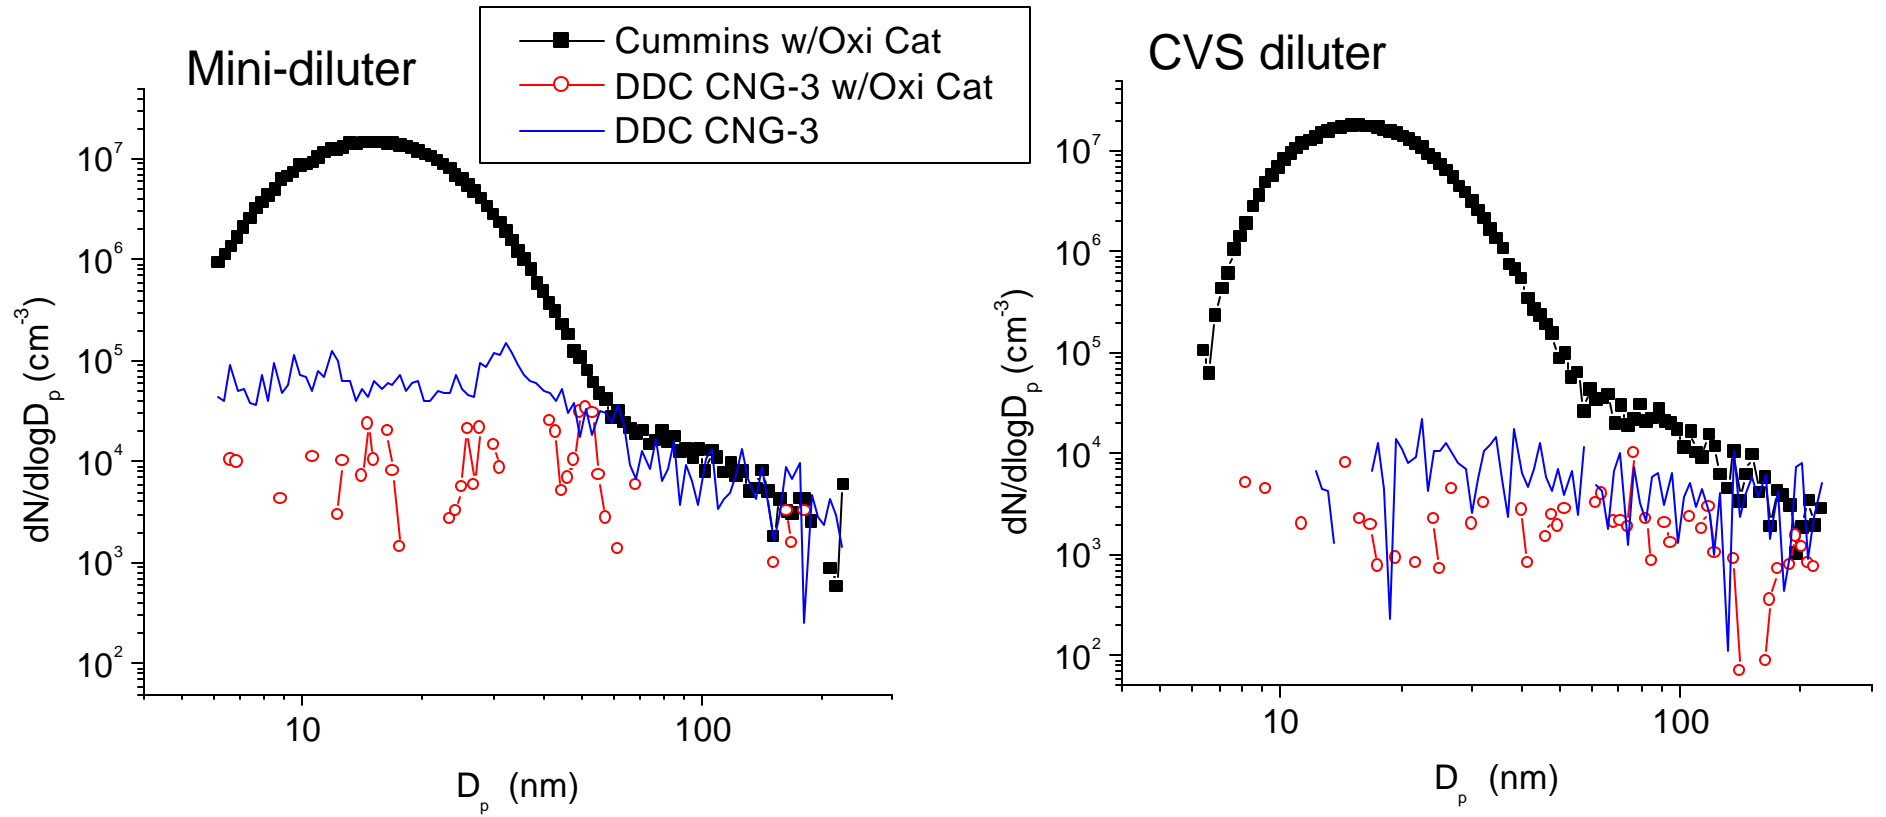 Mini-diluter
Cummins w/Oxi Cat
DDC CNG-3 w/Oxi Cat
DDC CNG-3
CVS diluter
dN/dlogD_p (cm^-3)
10^7
10^6
10^5
10^4
10^3
10^2
10
100
D_p (nm)
dN/dlogD_p (cm^-3)
10^7
10^6
10^5
10^4
10^3
10^2
10
100
D_p (nm)